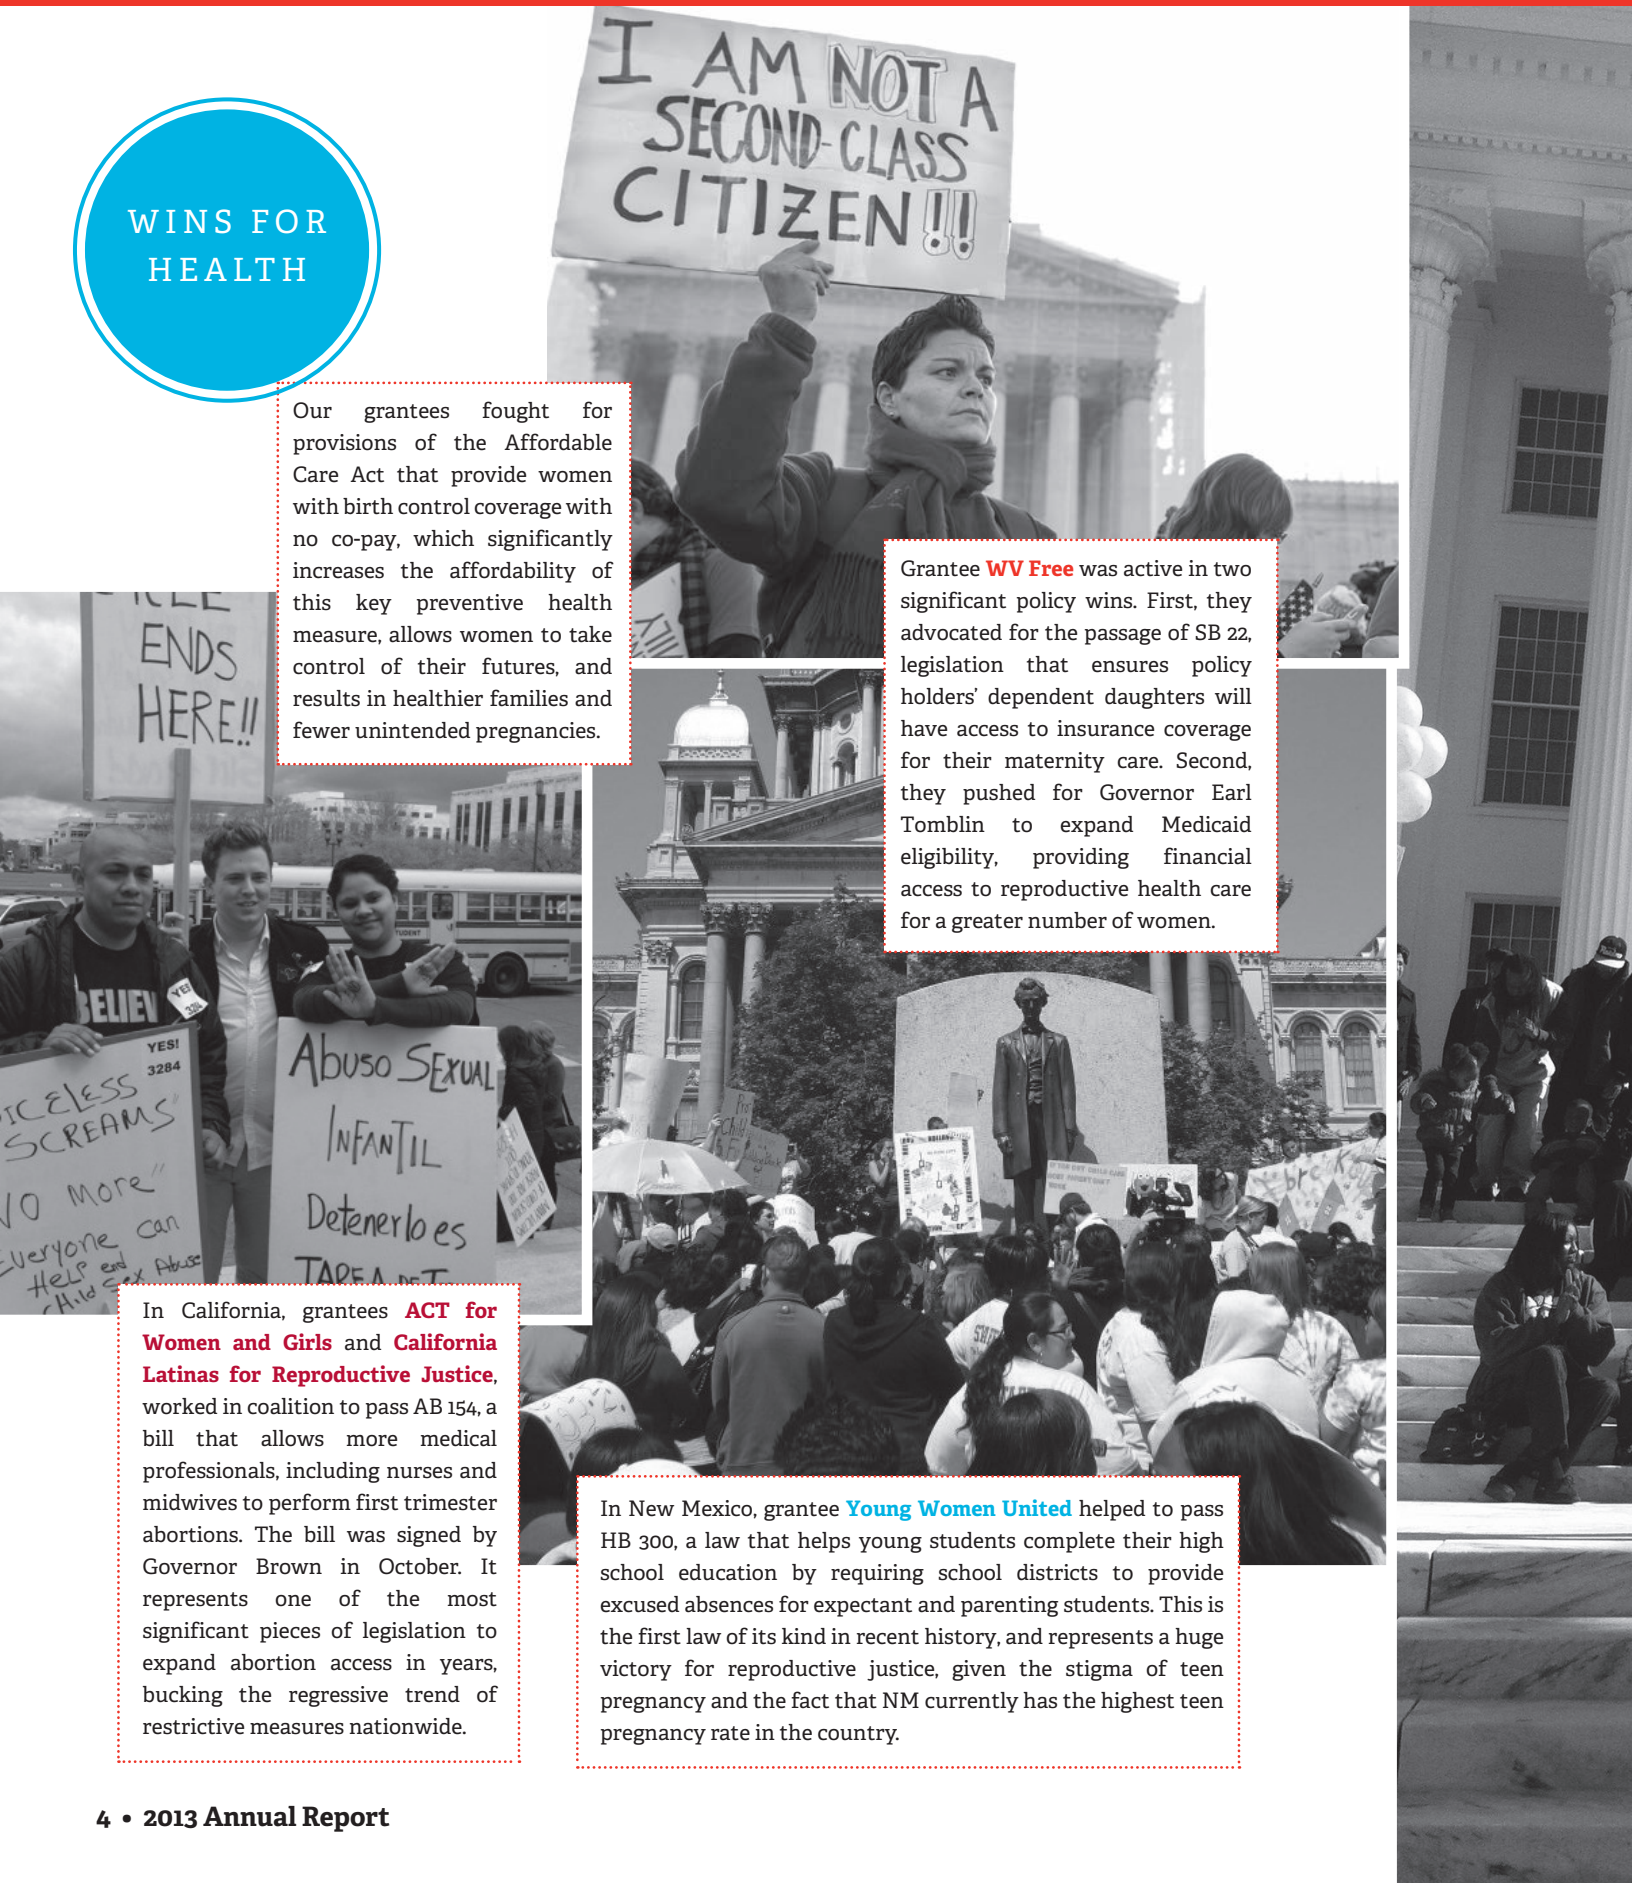 I AM NOT A
SECOND-CLASS
CITIZEN!!
WINS FOR
HEALTH
Our grantees fought for
provisions of the Affordable
Care Act that provide women
with birth control coverage with
no co-pay, which significantly
increases the affordability of
this key preventive health
measure, allows women to take
control of their futures, and
results in healthier families and
fewer unintended pregnancies.
Grantee WV Free was active in two
significant policy wins. First, they
advocated for the passage of SB 22,
legislation that ensures policy
holders’ dependent daughters will
have access to insurance coverage
for their maternity care. Second,
they pushed for Governor Earl
Tomblin to expand Medicaid
eligibility, providing financial
access to reproductive health care
for a greater number of women.
ENDS
HERE!!
STUDENT
BELIEV
YES!
3284
SCREAMS"
MORE"
Everyone can
HELP end
Child Sex Abuse
ABUSO SEXUAL
INFANTIL
Detenerlo es
TAREA DE
In California, grantees ACT for
Women and Girls and California
Latinas for Reproductive Justice,
worked in coalition to pass AB 154, a
bill that allows more medical
professionals, including nurses and
midwives to perform first trimester
abortions. The bill was signed by
Governor Brown in October. It
represents one of the most
significant pieces of legislation to
expand abortion access in years,
bucking the regressive trend of
restrictive measures nationwide.
In New Mexico, grantee Young Women United helped to pass
HB 300, a law that helps young students complete their high
school education by requiring school districts to provide
excused absences for expectant and parenting students. This is
the first law of its kind in recent history, and represents a huge
victory for reproductive justice, given the stigma of teen
pregnancy and the fact that NM currently has the highest teen
pregnancy rate in the country.
4 • 2013 Annual Report